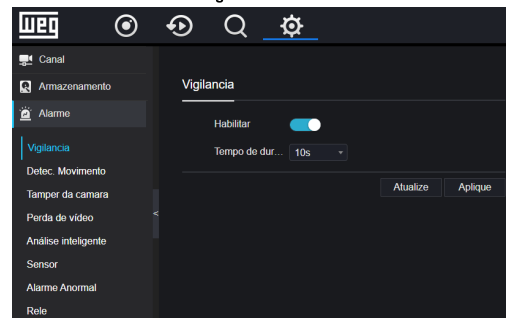 weq
Canal
Armazenamento
Alarme
Vigilancia
Detec. Movimento
Tamper da camara
Perda de vídeo
Análise inteligente
Sensor
Alarme Anormal
Rele
Vigilancia
Habilitar
Tempo de dur... 10s
Atualize Aplique